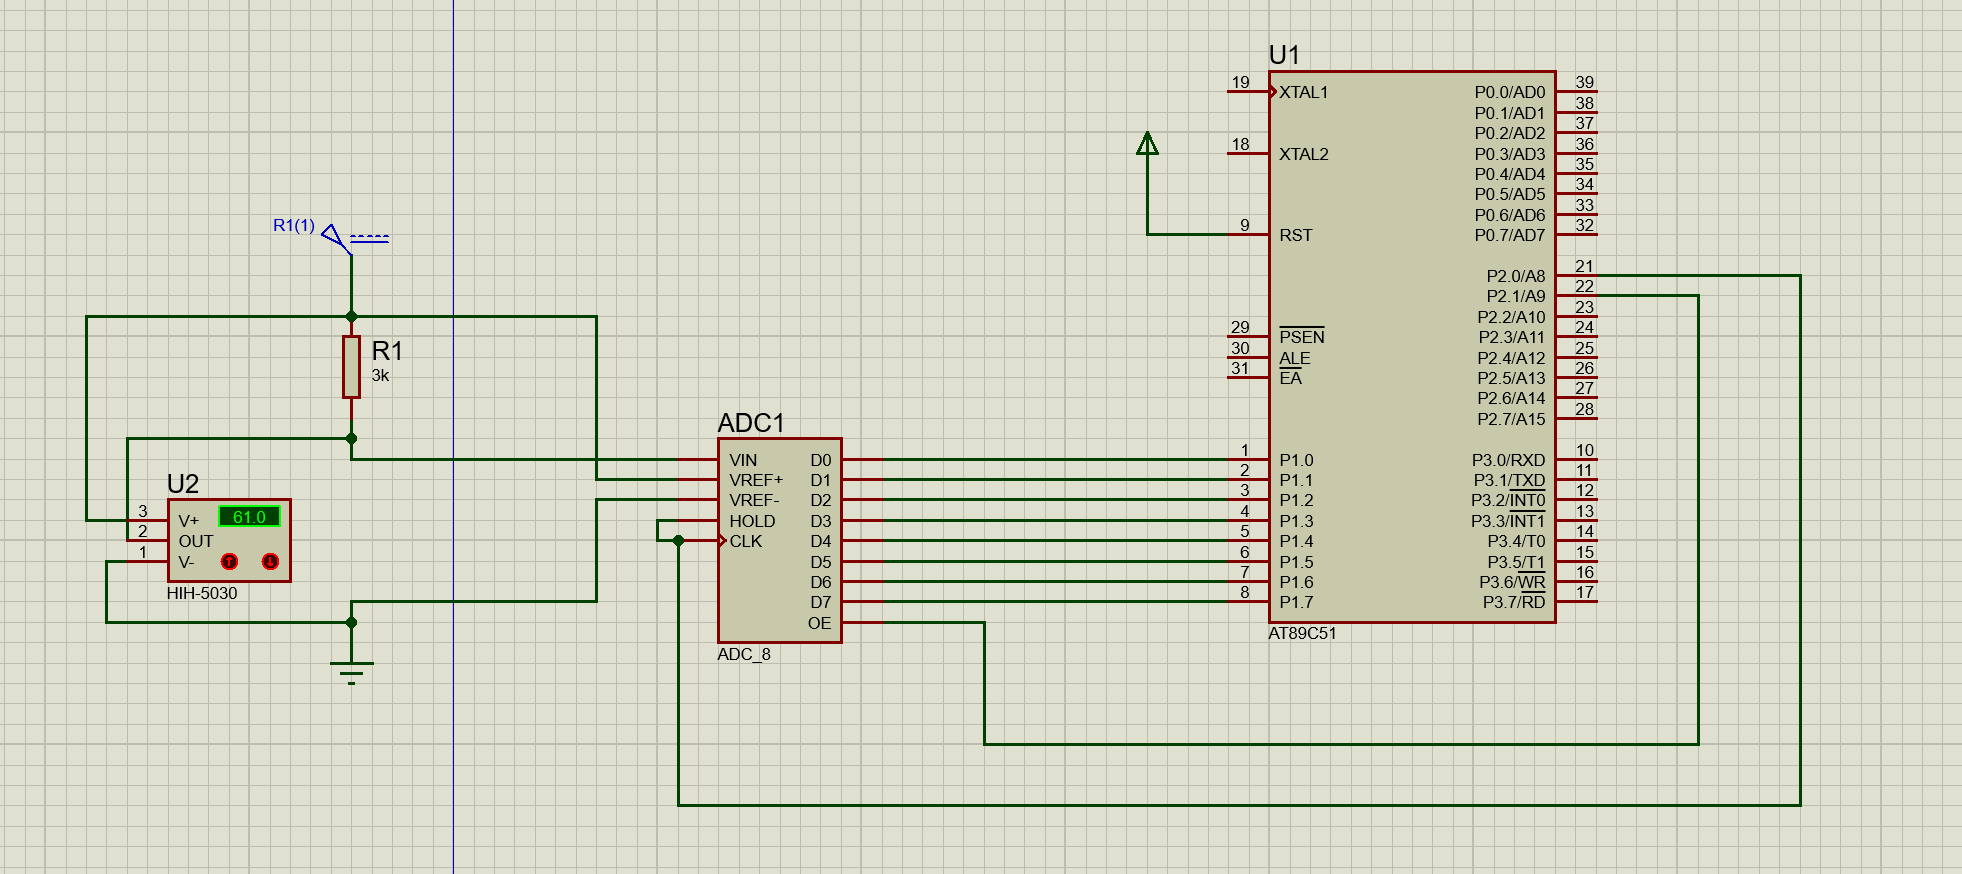 R1(1)
R1
3k
U2
61.0
3
V+
2
OUT
1
V-
HIH-5030
ADC1
VIN
VREF+
VREF-
HOLD
CLK
D0
D1
D2
D3
D4
D5
D6
D7
OE
ADC_8
U1
19
XTAL1
18
XTAL2
9
RST
29
PSEN
30
ALE
31
EA
1
P1.0
2
P1.1
3
P1.2
4
P1.3
5
P1.4
6
P1.5
7
P1.6
8
P1.7
P0.0/AD0
39
P0.1/AD1
38
P0.2/AD2
37
P0.3/AD3
36
P0.4/AD4
35
P0.5/AD5
34
P0.6/AD6
33
P0.7/AD7
32
P2.0/A8
21
P2.1/A9
22
P2.2/A10
23
P2.3/A11
24
P2.4/A12
25
P2.5/A13
26
P2.6/A14
27
P2.7/A15
28
P3.0/RXD
10
P3.1/TXD
11
P3.2/INT0
12
P3.3/INT1
13
P3.4/T0
14
P3.5/T1
15
P3.6/WR
16
P3.7/RD
17
AT89C51